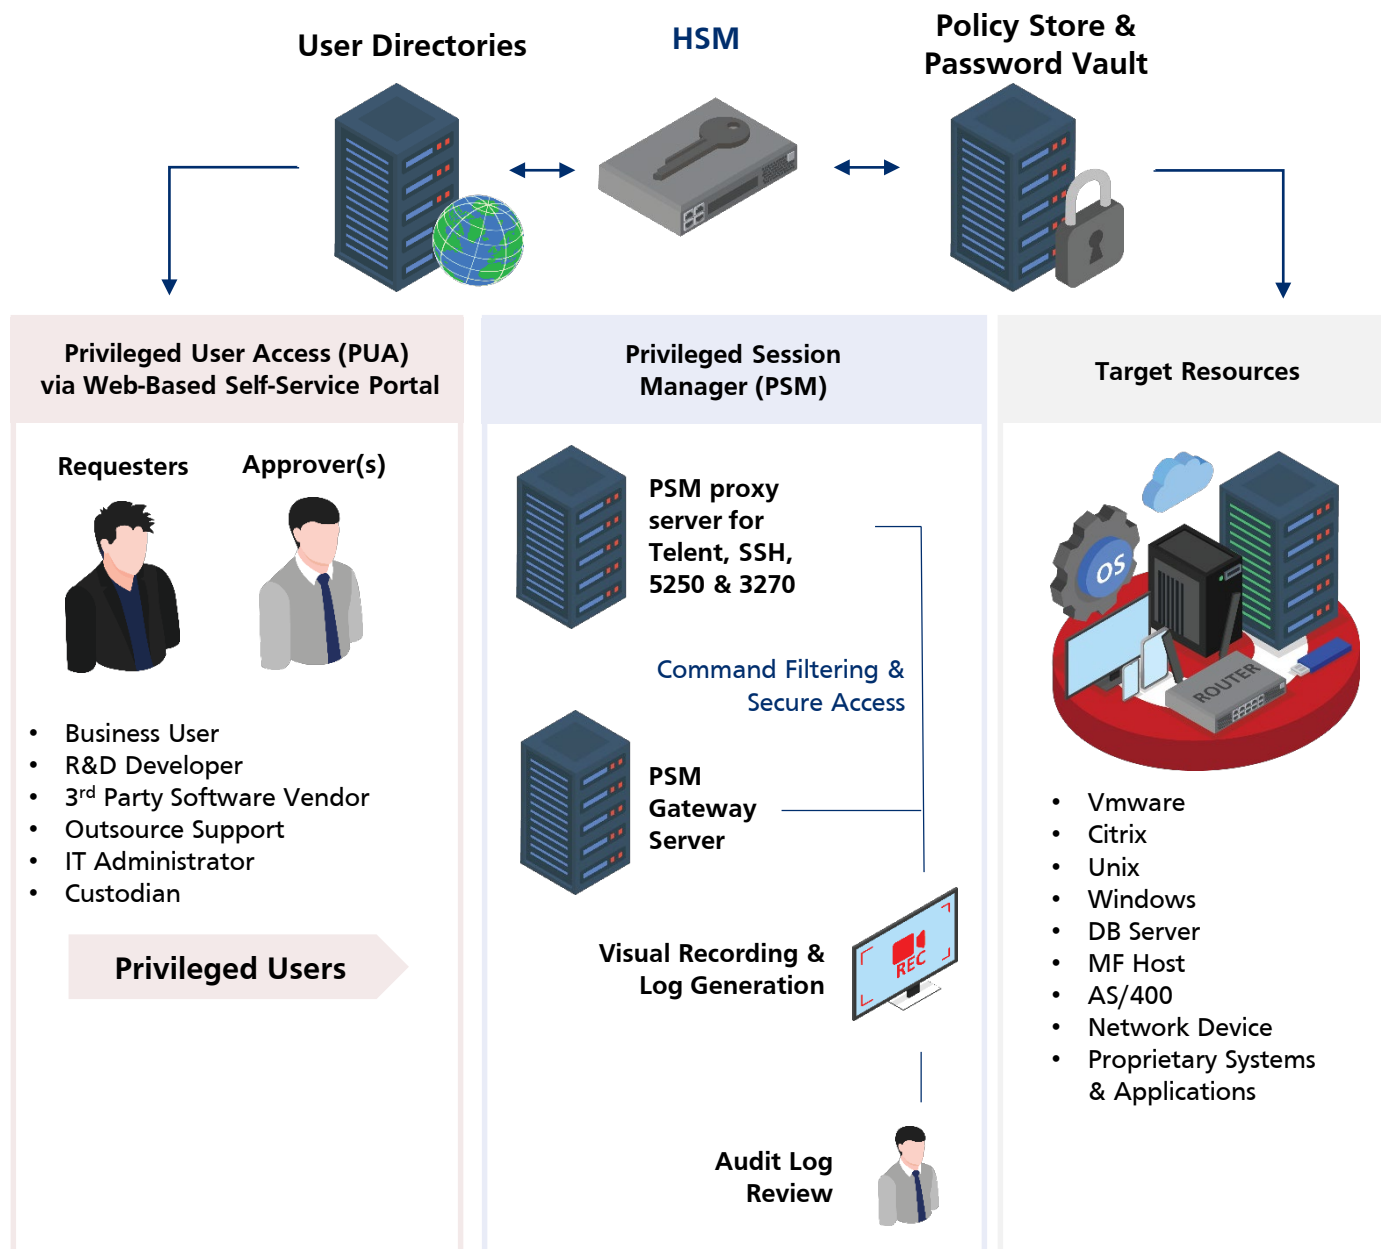 User Directories
HSM
Policy Store &
Password Vault
Privileged User Access (PUA)
via Web-Based Self-Service Portal
Requesters
Approver(s)
• Business User
• R&D Developer
• 3rd Party Software Vendor
• Outsource Support
• IT Administrator
• Custodian
Privileged Users
Privileged Session
Manager (PSM)
PSM proxy
server for
Telent, SSH,
5250 & 3270
Command Filtering &
Secure Access
PSM
Gateway
Server
Visual Recording &
Log Generation
REC
Audit Log
Review
Target Resources
OS
ROUTER
• Vmware
• Citrix
• Unix
• Windows
• DB Server
• MF Host
• AS/400
• Network Device
• Proprietary Systems
& Applications